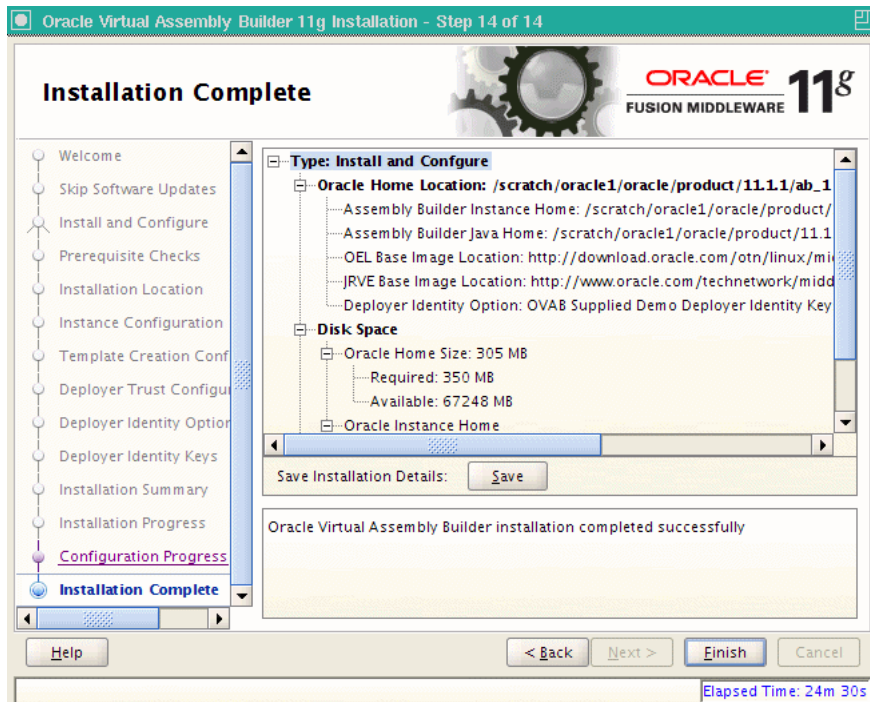 Oracle Virtual Assembly Builder 11g Installation - Step 14 of 14
Installation Complete
ORACLE
FUSION MIDDLEWARE
11g
Welcome
Skip Software Updates
Install and Configure
Prerequisite Checks
Installation Location
Instance Configuration
Template Creation Conf
Deployer Trust Configu
Deployer Identity Option
Deployer Identity Keys
Installation Summary
Installation Progress
Configuration Progress
Installation Complete
Type: Install and Confgure
Oracle Home Location: /scratch/oracle1/oracle/product/11.1.1/ab_1
Assembly Builder Instance Home: /scratch/oracle1/oracle/product/
Assembly Builder Java Home: /scratch/oracle1/oracle/product/11.1
OEL Base Image Location: http://download.oracle.com/otn/linux/mi
JRVE Base Image Location: http://www.oracle.com/technetwork/midd
Deployer Identity Option: OVAB Supplied Demo Deployer Identity Key
Disk Space
Oracle Home Size: 305 MB
Required: 350 MB
Available: 67248 MB
Oracle Instance Home
Save Installation Details:
Save
Oracle Virtual Assembly Builder installation completed successfully
Help
< Back
Next >
Finish
Cancel
Elapsed Time: 24m 30s